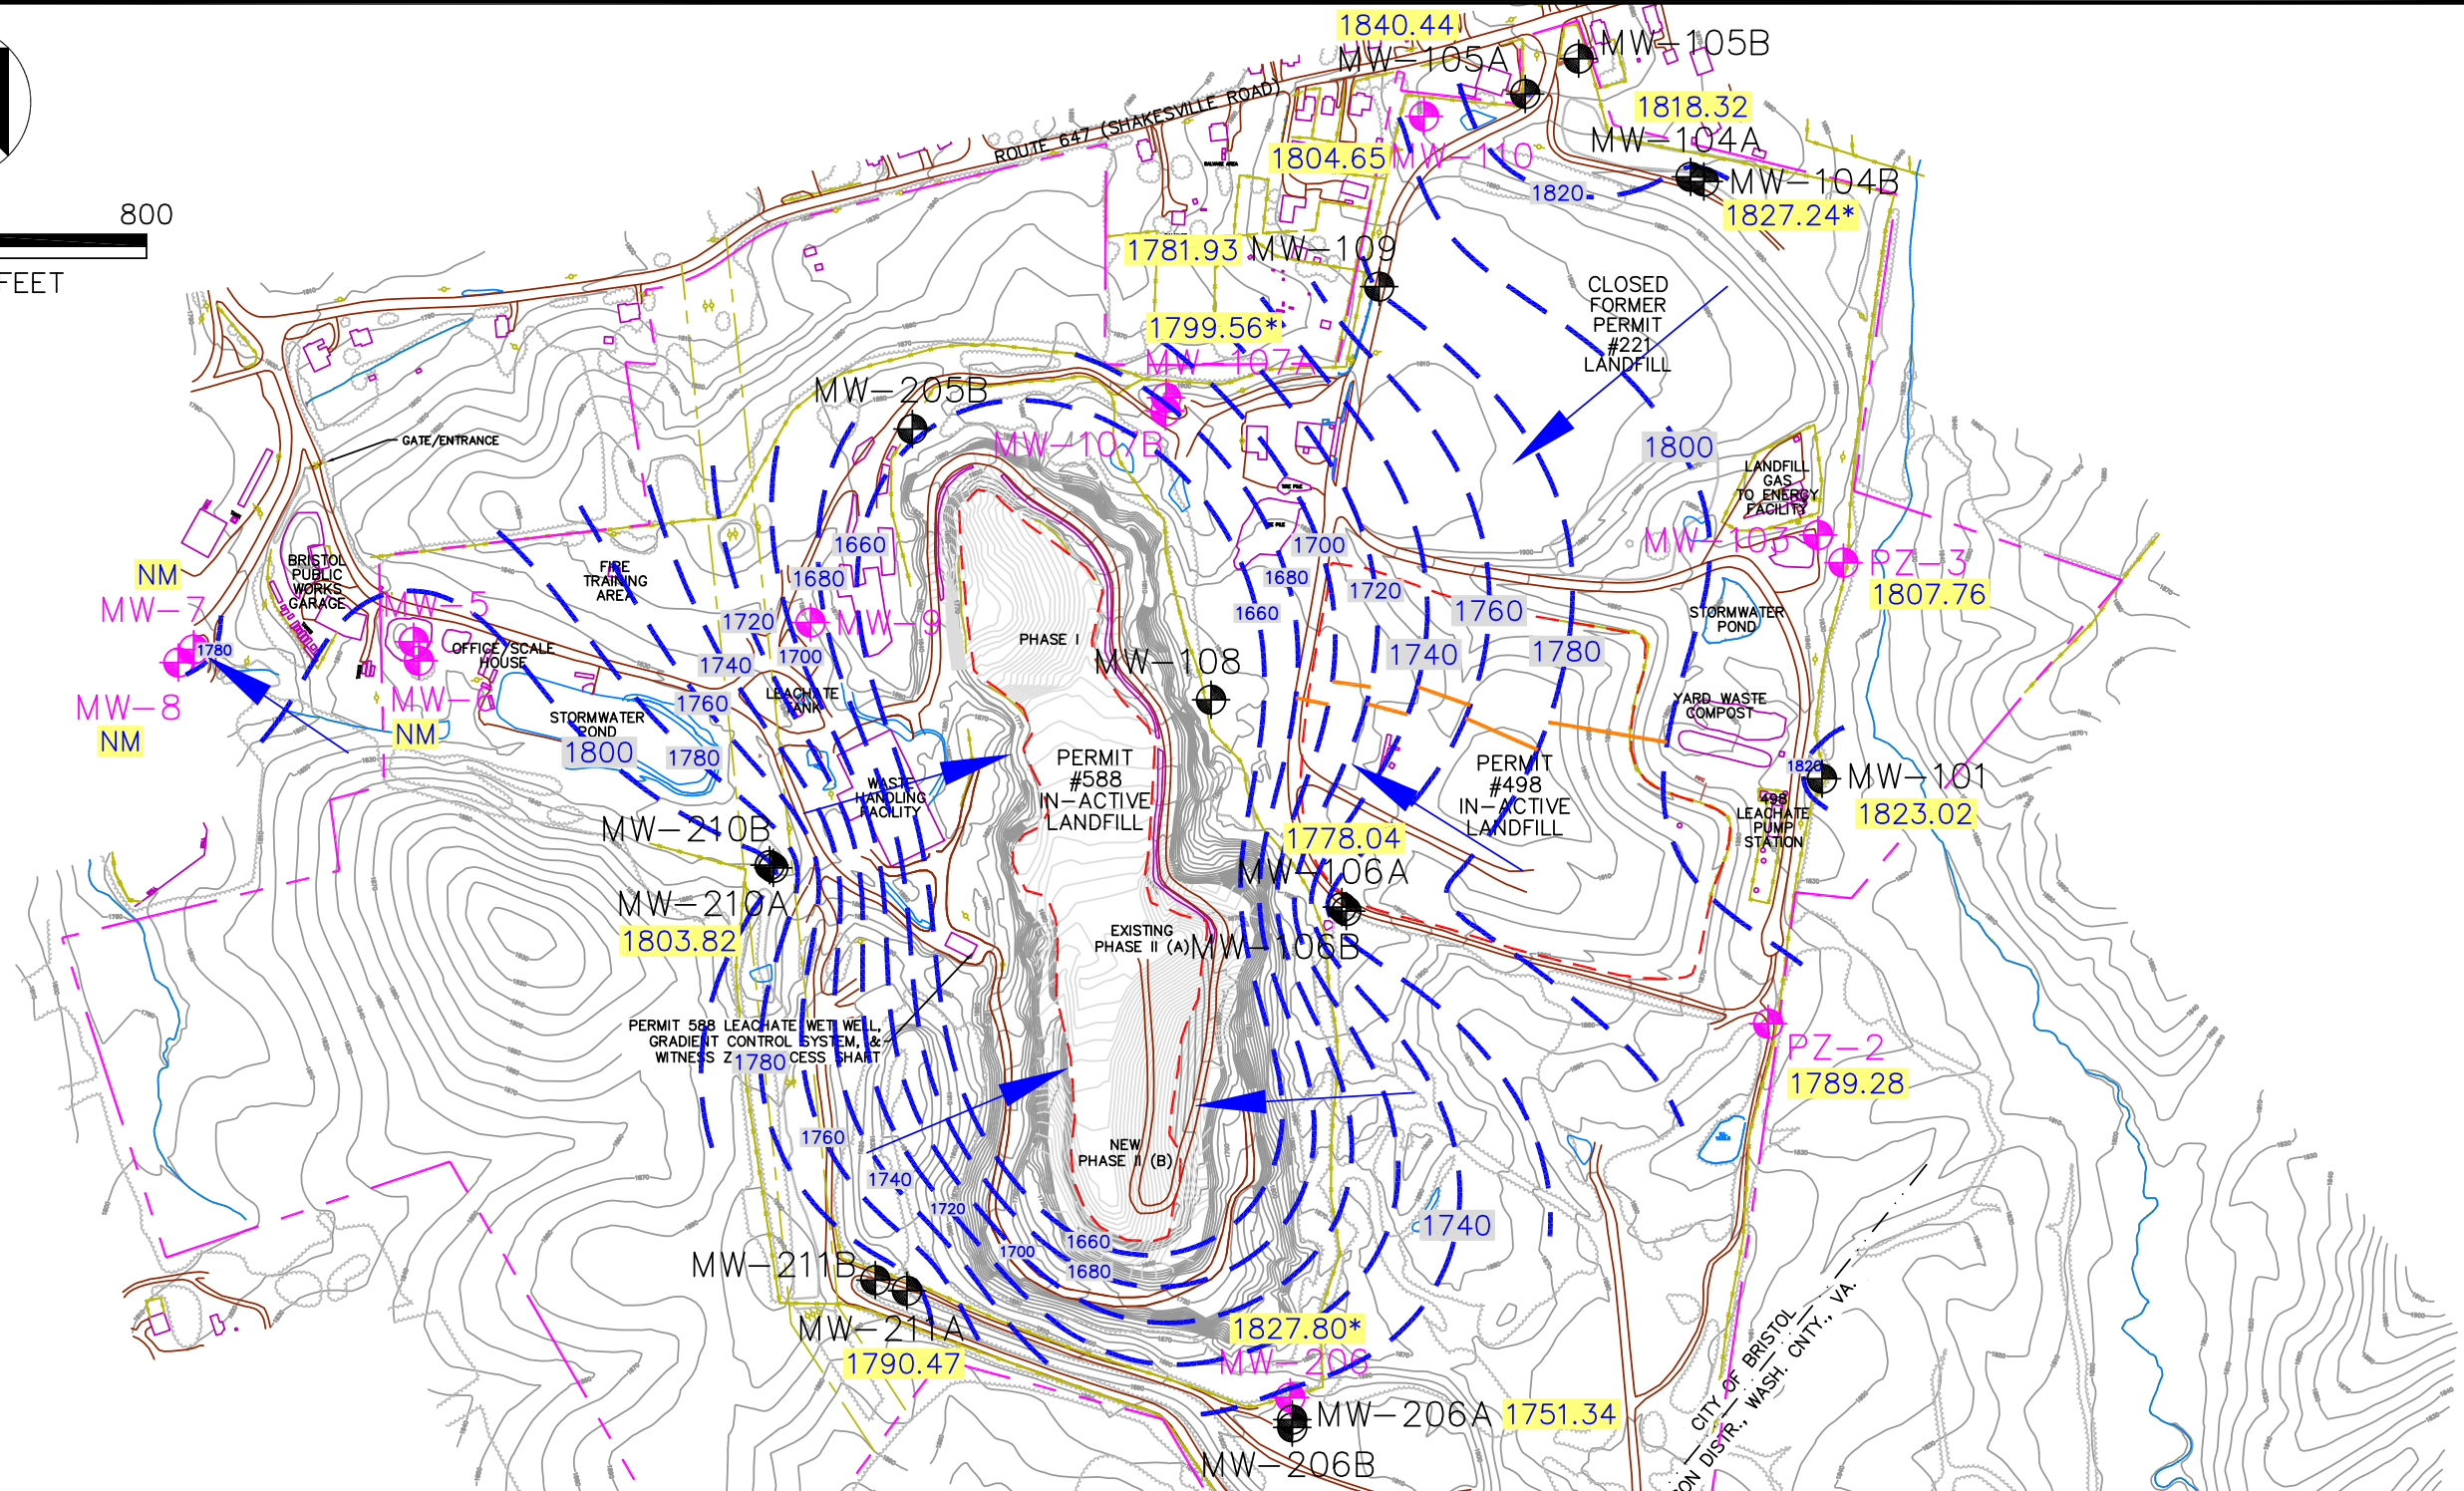 1840.44
MW-105A
MW-105B
1818.32
MW-104A
MW-104B
1827.24*
800
FEET
ROUTE 647 (SHAKESVILLE ROAD)
SALVAGE AREA
1804.65
MW-110
1820
1781.93
MW-109
1799.56*
MW-107A
MW-107B
CLOSED
FORMER
PERMIT
#221
LANDFILL
MW-205B
GATE/ENTRANCE
1800
LANDFILL
GAS
TO ENERGY
FACILITY
MW-103
PZ-3
1807.76
TIRE PILE
1660
1680
1720
1740
1700
1760
1780
1700
1680
1660
1720
1760
1740
1780
NM
MW-7
BRISTOL
PUBLIC
WORKS
GARAGE
FIRE
TRAINING
AREA
MW-5
MW-9
1780
OFFICE/SCALE
HOUSE
MW-8
NM
MW-6
NM
STORMWATER
POND
1800
LEACHATE
TANK
PHASE I
MW-108
STORMWATER
POND
YARD WASTE
COMPOST
WASTE
HANDLING
FACILITY
PERMIT
#588
IN-ACTIVE
LANDFILL
PERMIT
#498
IN-ACTIVE
LANDFILL
1820
MW-101
1823.02
498
LEACHATE
PUMP
STATION
MW-210B
MW-210A
1803.82
1778.04
MW-106A
MW-106B
EXISTING
PHASE II (A)
PERMIT 588 LEACHATE WET WELL,
GRADIENT CONTROL SYSTEM, &
WITNESS Z CESS SHAFT
1780
PZ-2
1789.28
1760
1740
1720
1700
1660
1680
NEW
PHASE II (B)
1740
MW-211B
MW-211A
1790.47
1827.80*
MW-206
MW-206A
1751.34
MW-206B
CITY OF BRISTOL
ON DISTR., WASH. CNTY., VA.